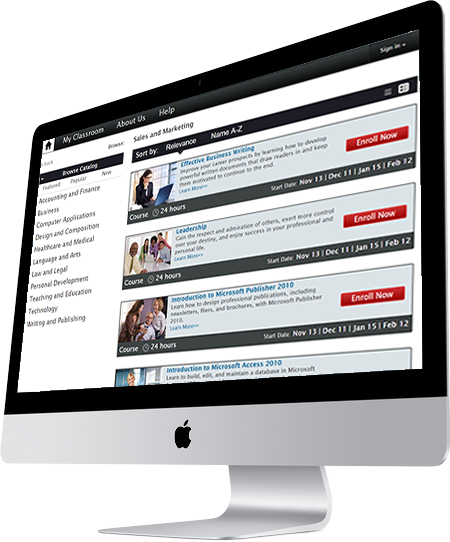 Sign in
My Classroom About Us Help
Back
Browse:
Sales and Marketing
Browse Catalog
Sort by: Relevance Name A-Z
Featured Popular New
Accounting and Finance
Business
Computer Applications
Design and Composition
Healthcare and Medical
Language and Arts
Law and Legal
Personal Development
Teaching and Education
Technology
Writing and Publishing
Effective Business Writing
Improve your career prospects by learning how to develop
powerful written documents that draw readers in and keep
them motivated to continue to the end.
Learn More>>
Enroll Now
Course 24 hours
Start Date: Nov 13 | Dec 11 | Jan 15 | Feb 12
Leadership
Gain the respect and admiration of others, exert more control
over your destiny, and enjoy success in your professional and
personal life.
Learn More>>
Enroll Now
Course 24 hours
Start Date: Nov 13 | Dec 11 | Jan 15 | Feb 12
Introduction to Microsoft Publisher 2010
Learn how to design professional publications, including
newsletters, fliers, and brochures, with Microsoft Publisher
2010.
Learn More>>
Enroll Now
Course 24 hours
Start Date: Nov 13 | Dec 11 | Jan 15 | Feb 12
Introduction to Microsoft Access 2010
Learn to build, edit, and maintain a database in Microsoft